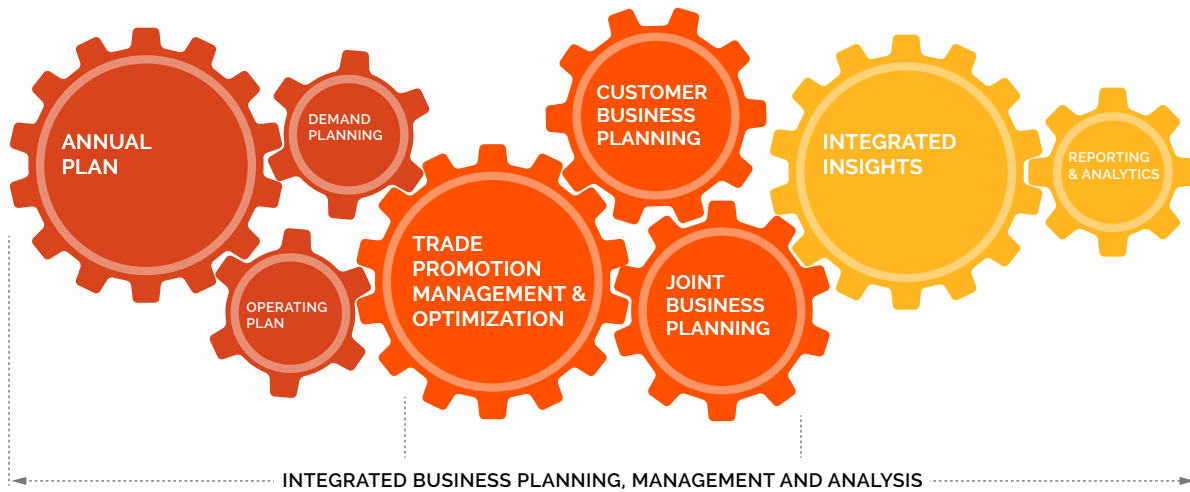 ANNUAL
PLAN
DEMAND
PLANNING
OPERATING
PLAN
TRADE
PROMOTION
MANAGEMENT &
OPTIMIZATION
CUSTOMER
BUSINESS
PLANNING
JOINT
BUSINESS
PLANNING
INTEGRATED
INSIGHTS
REPORTING
& ANALYTICS
INTEGRATED BUSINESS PLANNING, MANAGEMENT AND ANALYSIS